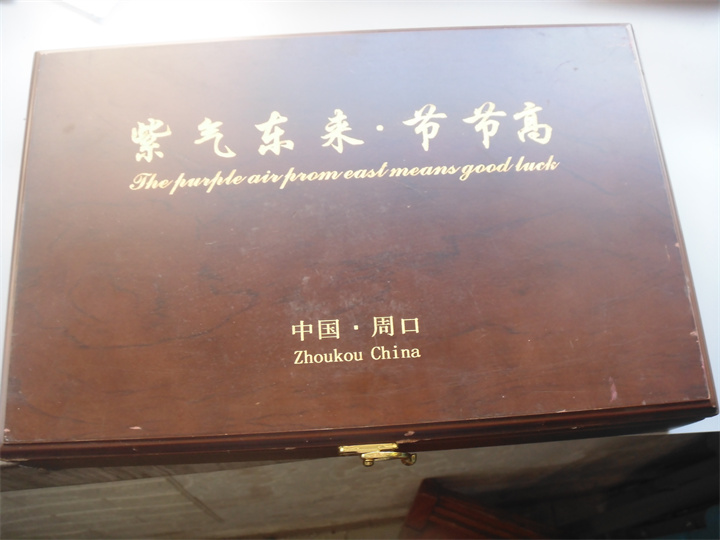 紫气东来·节节高
The purple air prom east means good luck
中国·周口
Zhoukou China